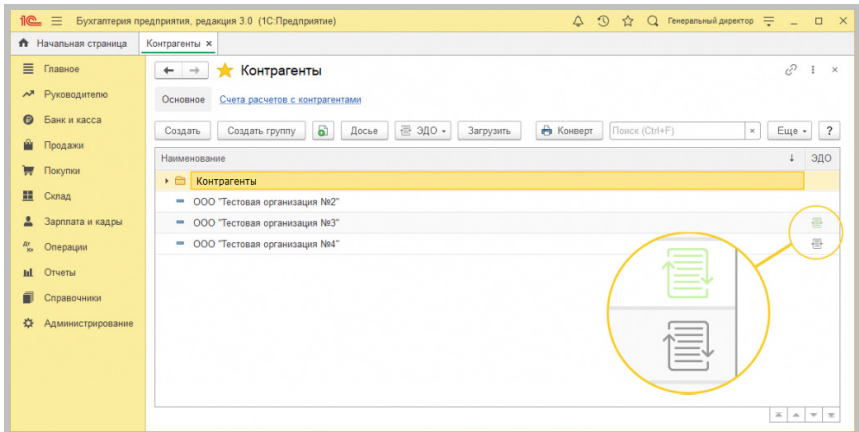 1С Бухгалтерия предприятия, редакция 3.0 (1С:Предприятие) Генеральный директор
Начальная страница Контрагенты ×
Главное
Руководителю
Банк и касса
Продажи
Покупки
Склад
Зарплата и кадры
Дт Кт Операции
Отчеты
Справочники
Администрирование
Контрагенты
Основное Счета расчетов с контрагентами
Создать Создать группу Досье ЭДО Загрузить Конверт Поиск (Ctrl+F) × Еще ?
Наименование ЭДО
Контрагенты
ООО "Тестовая организация №2"
ООО "Тестовая организация №3"
ООО "Тестовая организация №4"